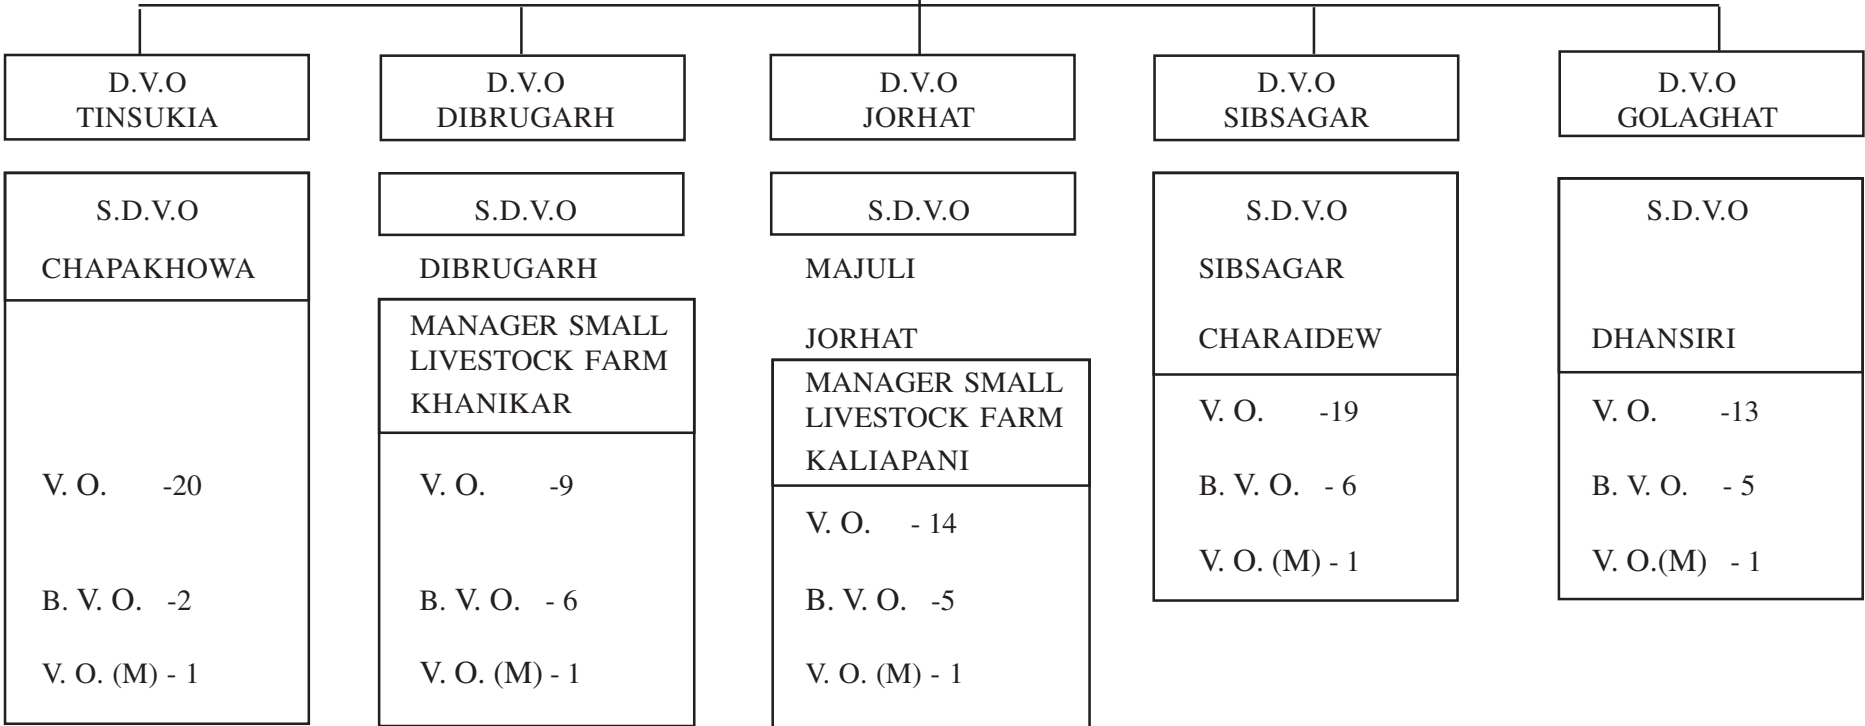 D.V.O
TINSUKIA
S.D.V.O
CHAPAKHOWA
V. O. -20
B. V. O. -2
V. O. (M) - 1
D.V.O
DIBRUGARH
S.D.V.O
DIBRUGARH
MANAGER SMALL
LIVESTOCK FARM
KHANIKAR
V. O. -9
B. V. O. - 6
V. O. (M) - 1
D.V.O
JORHAT
S.D.V.O
MAJULI
JORHAT
MANAGER SMALL
LIVESTOCK FARM
KALIAPANI
V. O. - 14
B. V. O. -5
V. O. (M) - 1
D.V.O
SIBSAGAR
S.D.V.O
SIBSAGAR
CHARAIDEW
V. O. -19
B. V. O. - 6
V. O. (M) - 1
D.V.O
GOLAGHAT
S.D.V.O
DHANSIRI
V. O. -13
B. V. O. - 5
V. O.(M) - 1